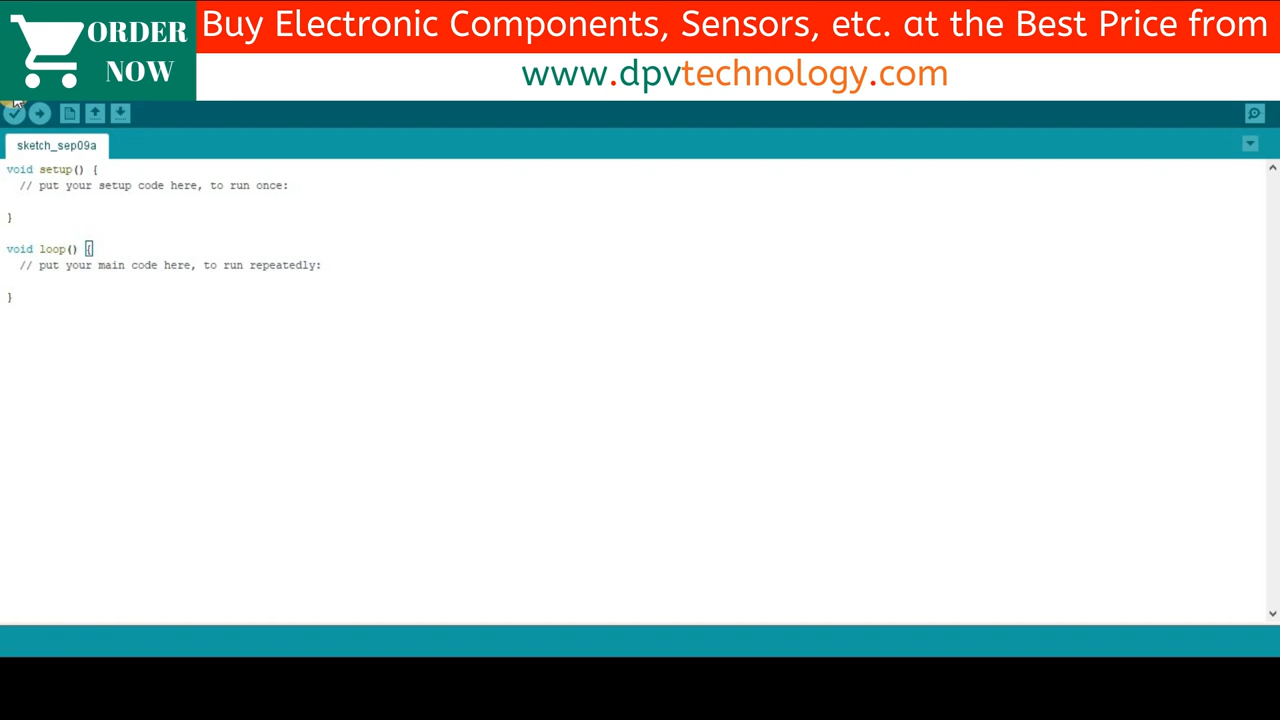 ORDER
NOW
Buy Electronic Components, Sensors, etc. at the Best Price from
www.dpvtechnology.com
sketch_sep09a
void setup() {
// put your setup code here, to run once:
}
void loop() {
// put your main code here, to run repeatedly:
}